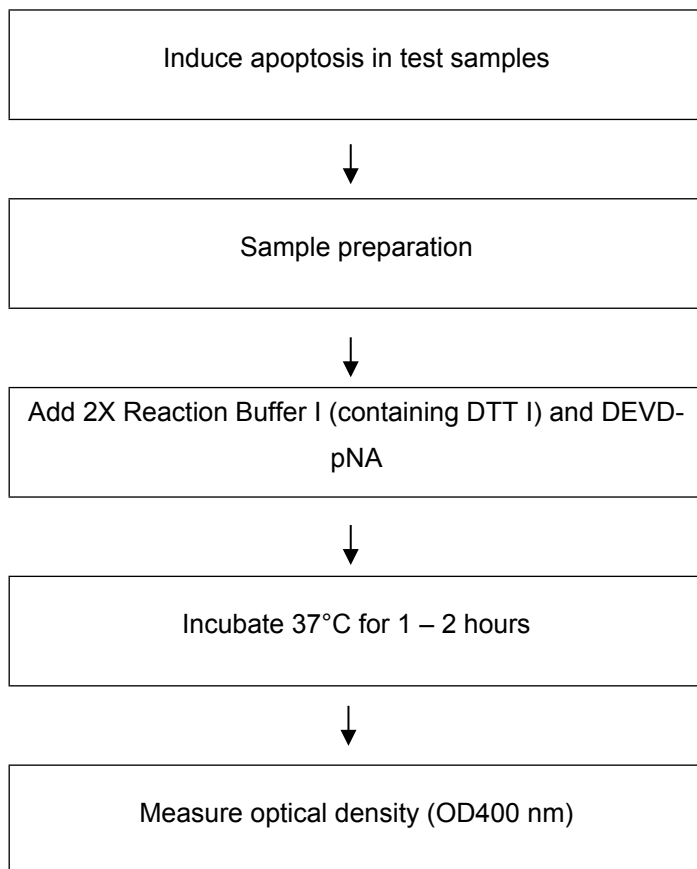 Induce apoptosis in test samples
Sample preparation
Add 2X Reaction Buffer I (containing DTT I) and DEVD-
pNA
Incubate 37°C for 1 – 2 hours
Measure optical density (OD400 nm)